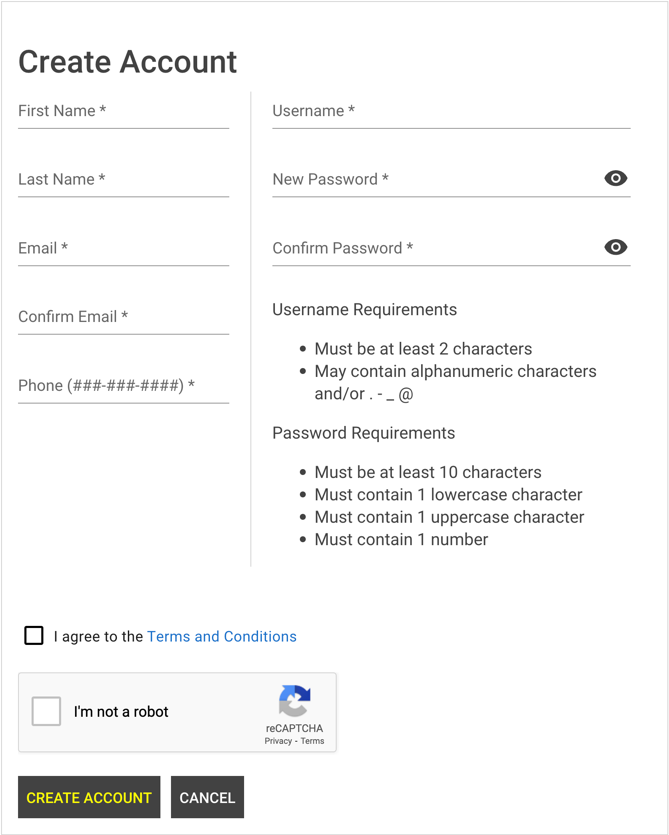 Create Account
First Name *
Last Name *
Email *
Confirm Email *
Phone (###-###-####) *
Username *
New Password *
Confirm Password *
Username Requirements
• Must be at least 2 characters
• May contain alphanumeric characters
and/or . - _ @
Password Requirements
• Must be at least 10 characters
• Must contain 1 lowercase character
• Must contain 1 uppercase character
• Must contain 1 number
I agree to the Terms and Conditions
I'm not a robot
reCAPTCHA
Privacy - Terms
CREATE ACCOUNT
CANCEL